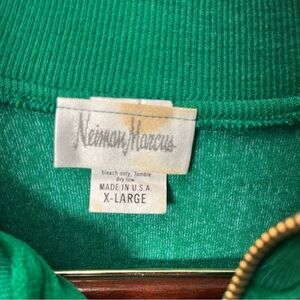 Neiman Marcus
bleach only, Tumble
dry low
MADE IN U.S.A.
X-LARGE